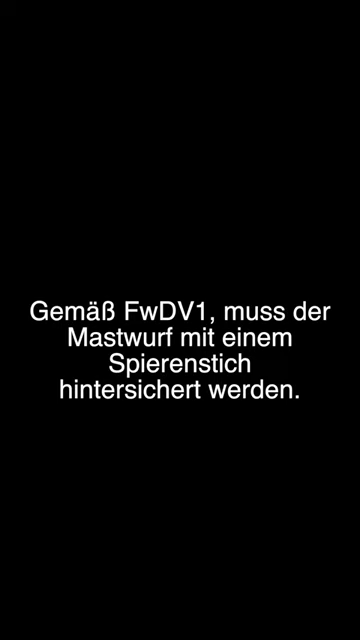 Gemäß FwDV1, muss der
Mastwurf mit einem
Spierenstich
hintersichert werden.